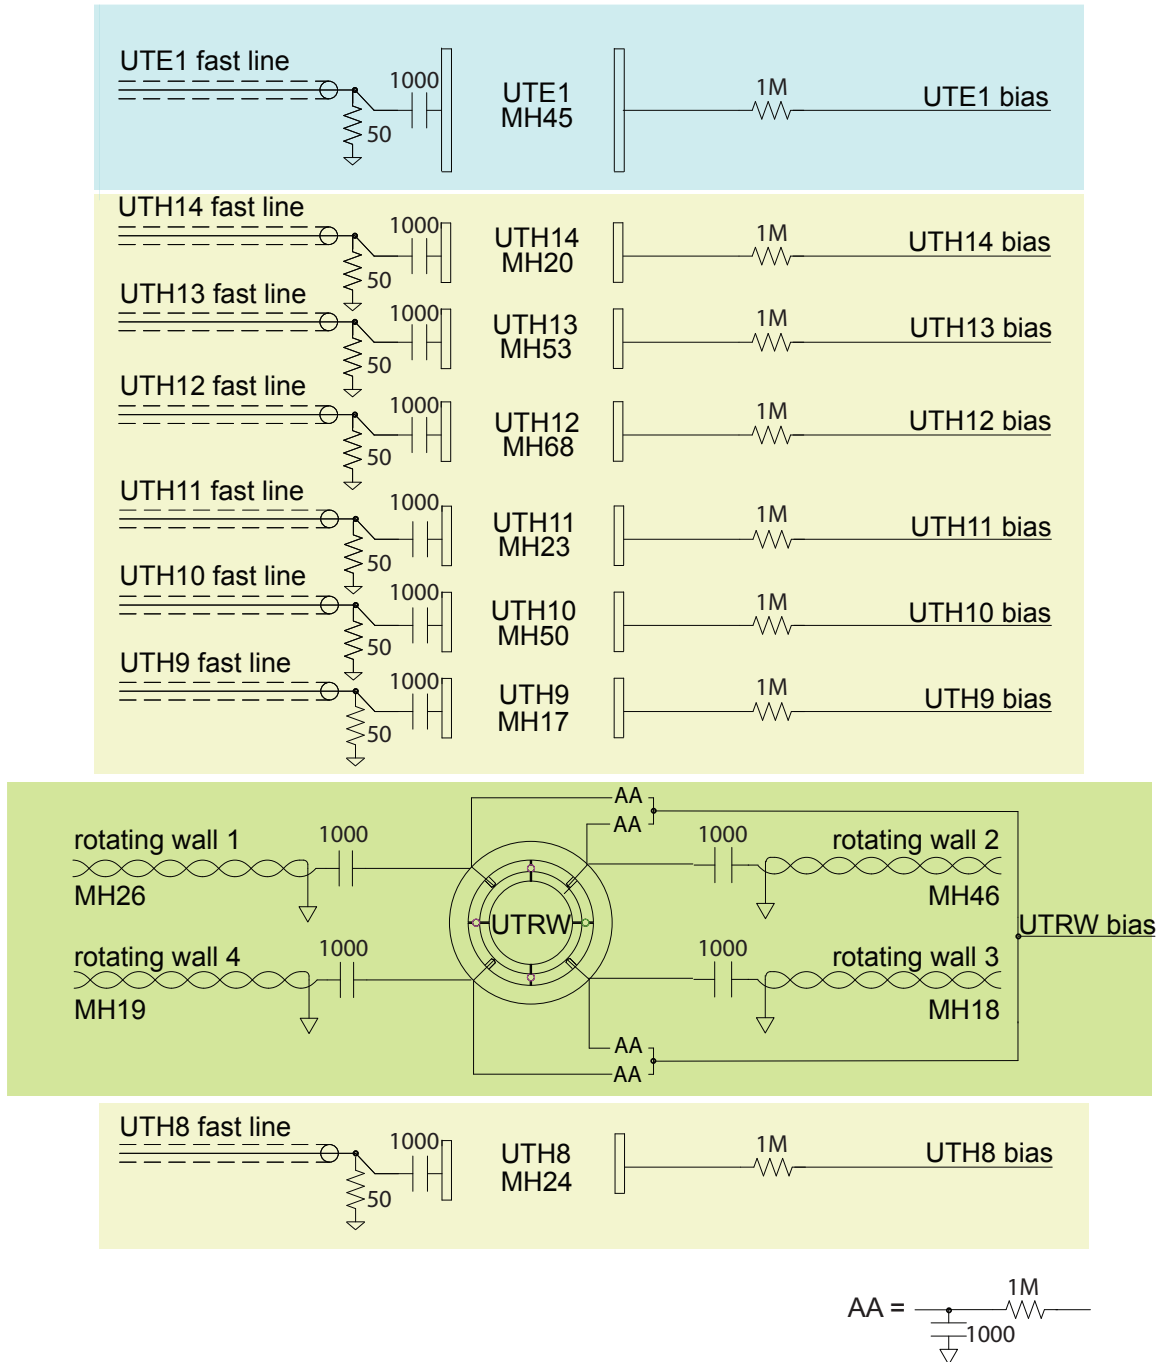 UTE1 fast line
1000
50
UTE1
MH45
1M
UTE1 bias
UTH14 fast line
1000
50
UTH14
MH20
1M
UTH14 bias
UTH13 fast line
1000
50
UTH13
MH53
1M
UTH13 bias
UTH12 fast line
1000
50
UTH12
MH68
1M
UTH12 bias
UTH11 fast line
1000
50
UTH11
MH23
1M
UTH11 bias
UTH10 fast line
1000
50
UTH10
MH50
1M
UTH10 bias
UTH9 fast line
1000
50
UTH9
MH17
1M
UTH9 bias
AA
AA
rotating wall 1
1000
MH26
1000
rotating wall 2
MH46
UTRW
UTRW bias
rotating wall 4
1000
MH19
1000
rotating wall 3
MH18
AA
AA
UTH8 fast line
1000
50
UTH8
MH24
1M
UTH8 bias
AA =
1M
1000